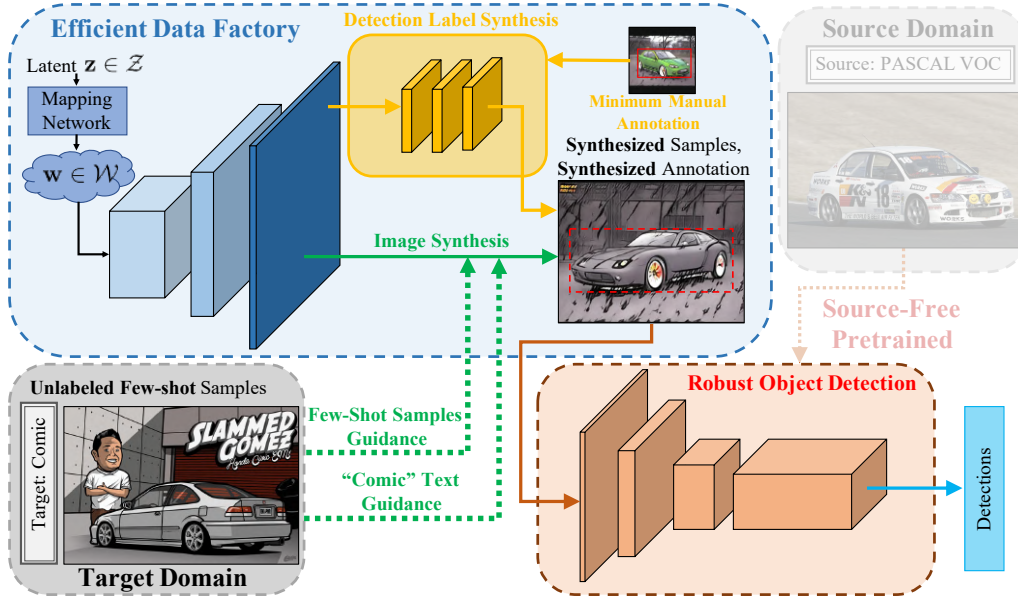 Efficient Data Factory
Latent z ∈ 𝒵
Mapping
Network
w ∈ 𝒲
Detection Label Synthesis
Minimum Manual
Annotation
Synthesized Samples,
Synthesized Annotation
Image Synthesis
Source Domain
Source: PASCAL VOC
18
Source-Free
Pretrained
Unlabeled Few-shot Samples
Target: Comic
SLAMMED
GOMEZ
Target Domain
Few-Shot Samples
Guidance
“Comic” Text
Guidance
Robust Object Detection
Detections